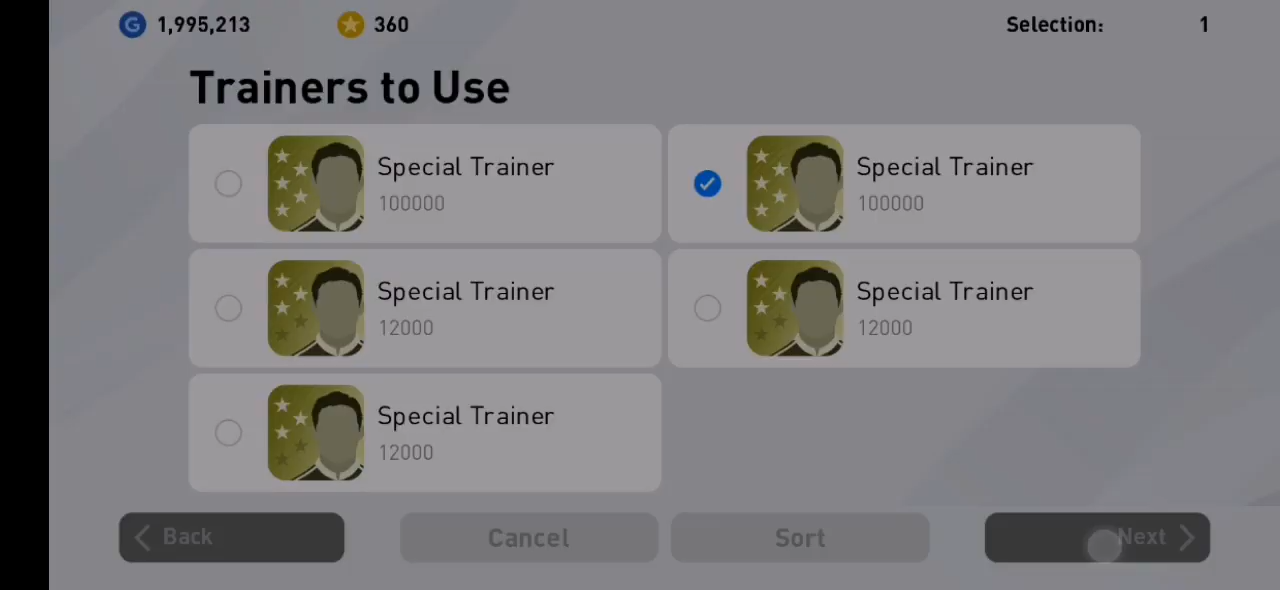 G 1,995,213 360 Selection: 1
Trainers to Use
Special Trainer
100000
Special Trainer
100000
Special Trainer
12000
Special Trainer
12000
Special Trainer
12000
Back Cancel Sort Next